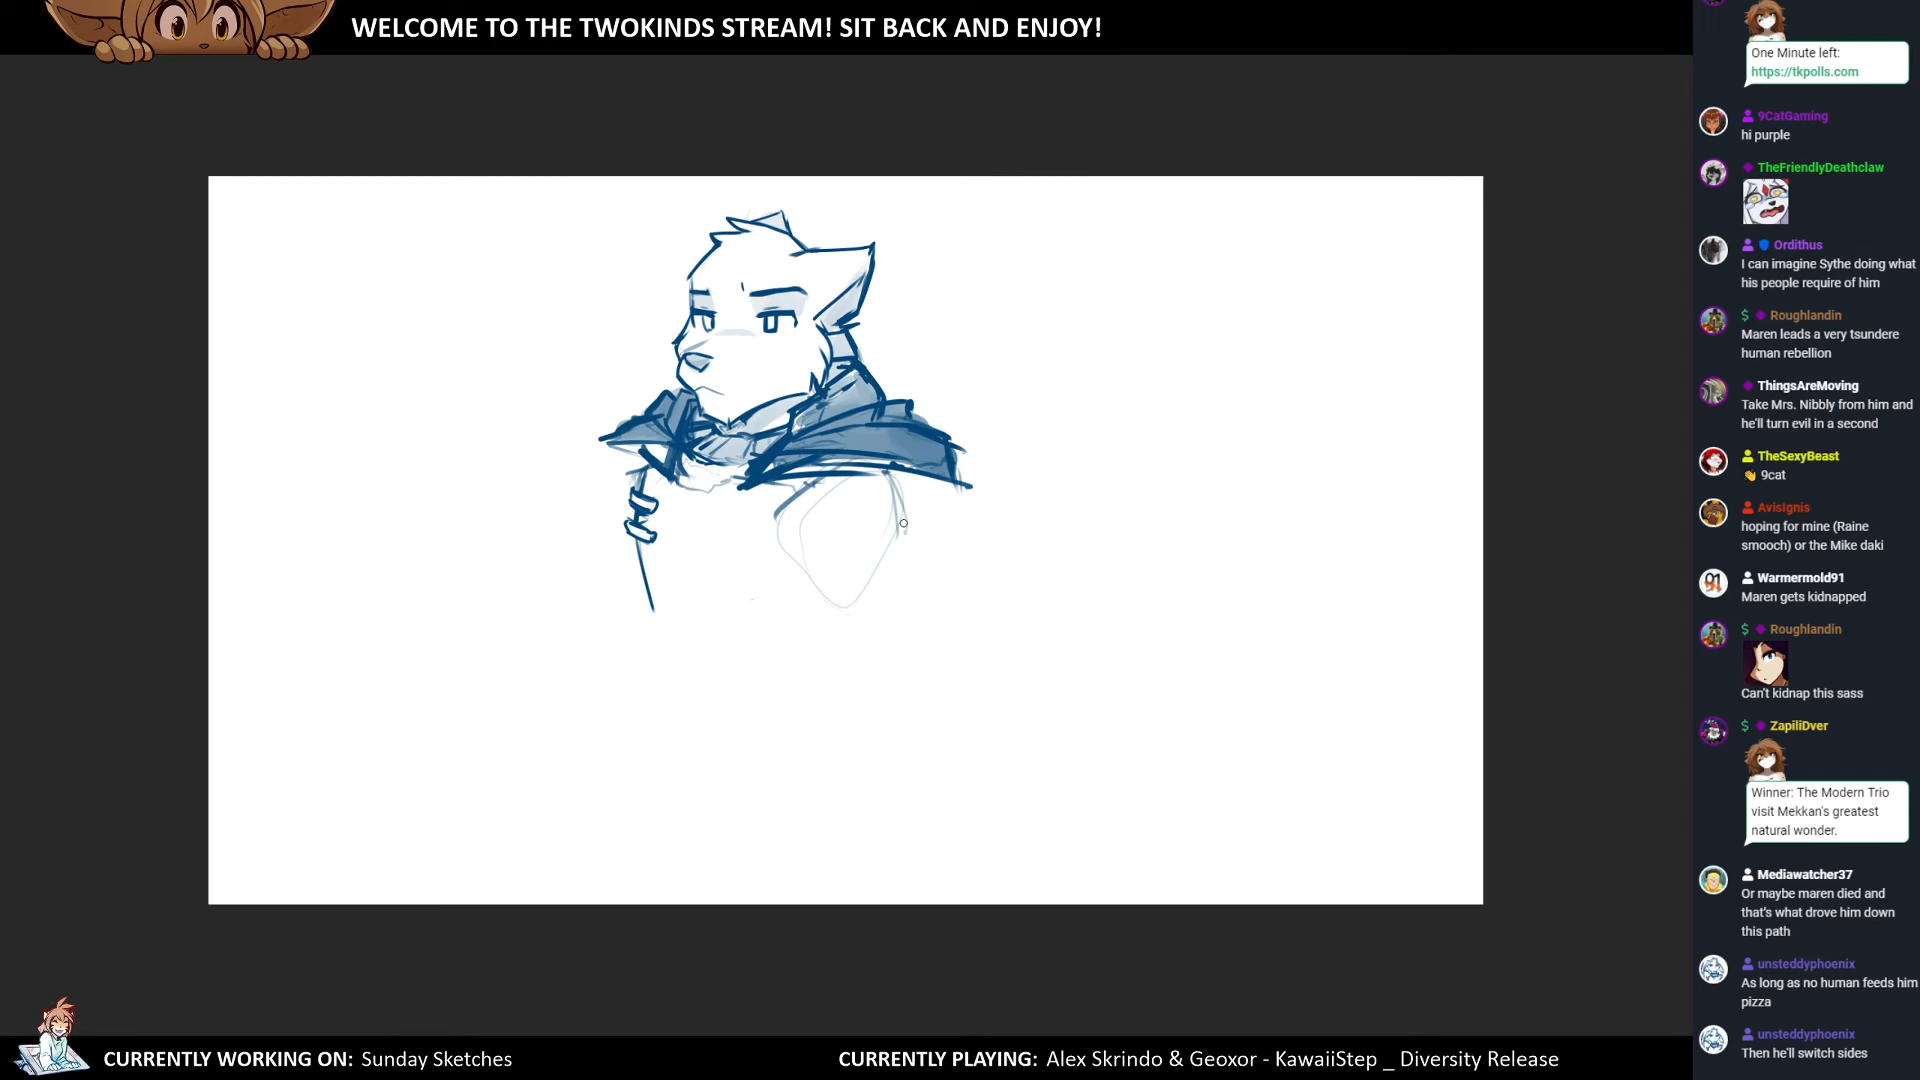 WELCOME TO THE TWOKINDS STREAM! SIT BACK AND ENJOY!
One Minute left:
https://tkpolls.com
9CatGaming
hi purple
TheFriendlyDeathclaw
Ordithus
I can imagine Sythe doing what
his people require of him
$ Roughlandin
Maren leads a very tsundere
human rebellion
ThingsAreMoving
Take Mrs. Nibbly from him and
he'll turn evil in a second
TheSexyBeast
👋 9cat
AvisIgnis
hoping for mine (Raine
smooch) or the Mike daki
91
Warmermold91
Maren gets kidnapped
$ Roughlandin
Can't kidnap this sass
$ ZapiliDver
Winner: The Modern Trio
visit Mekkan's greatest
natural wonder.
Mediawatcher37
Or maybe maren died and
that's what drove him down
this path
unsteddyphoenix
As long as no human feeds him
pizza
unsteddyphoenix
Then he'll switch sides
CURRENTLY WORKING ON: Sunday Sketches
CURRENTLY PLAYING: Alex Skrindo & Geoxor - KawaiiStep _ Diversity Release